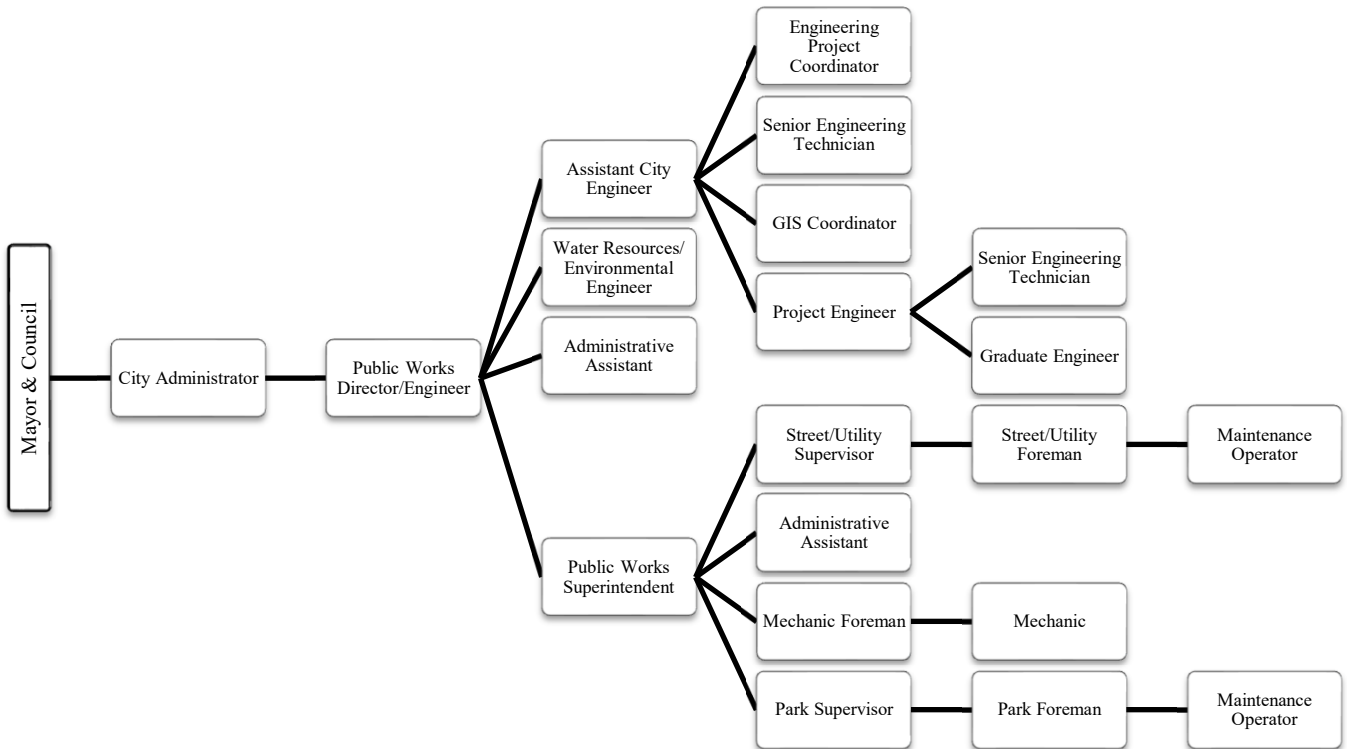 Mayor & Council
City Administrator
Public Works
Director/Engineer
Assistant City
Engineer
Water Resources/
Environmental
Engineer
Administrative
Assistant
Public Works
Superintendent
Engineering
Project
Coordinator
Senior Engineering
Technician
GIS Coordinator
Project Engineer
Senior Engineering
Technician
Graduate Engineer
Street/Utility
Supervisor
Street/Utility
Foreman
Maintenance
Operator
Administrative
Assistant
Mechanic Foreman
Mechanic
Park Supervisor
Park Foreman
Maintenance
Operator